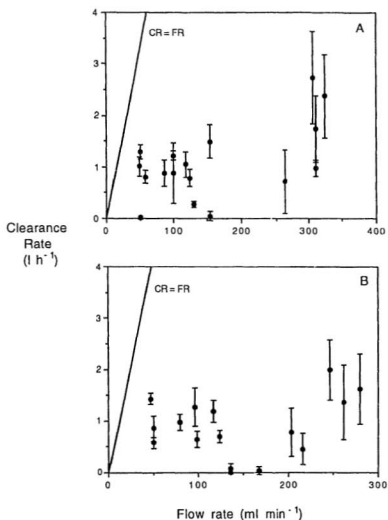 4
CR = FR
A
3
2
1
0
0 100 200 300 400
Clearance
Rate
(l h⁻¹)
4
B
CR = FR
3
2
1
0
0 100 200 300
Flow rate (ml min⁻¹)